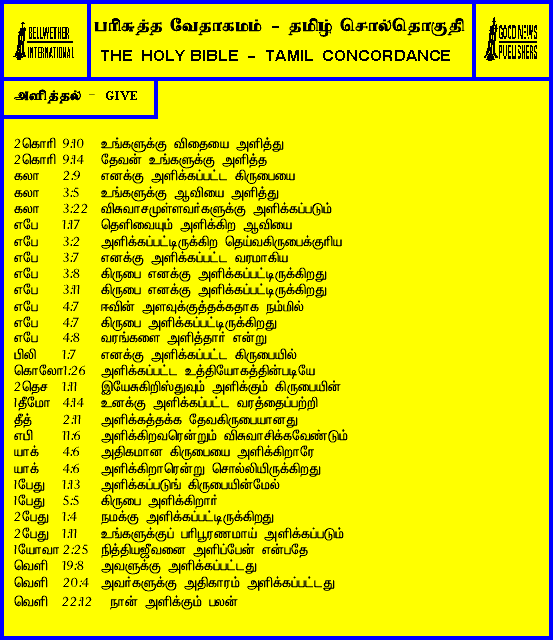 BELLWETHER
INTERNATIONAL
பரிசுத்த வேதாகமம் - தமிழ் சொல்தொகுதி
THE HOLY BIBLE - TAMIL CONCORDANCE
GOOD NEWS
PUBLISHERS
அளித்தல் - GIVE
2கொரி 9:10 உங்களுக்கு விதையை அளித்து
2கொரி 9:14 தேவன் உங்களுக்கு அளித்த
கலா 2:9 எனக்கு அளிக்கப்பட்ட கிருபையை
கலா 3:5 உங்களுக்கு ஆவியை அளித்து
கலா 3:22 விசுவாசமுள்ளவர்களுக்கு அளிக்கப்படும்
எபே 1:17 தெளிவையும் அளிக்கிற ஆவியை
எபே 3:2 அளிக்கப்பட்டிருக்கிற தெய்வகிருபைக்குரிய
எபே 3:7 எனக்கு அளிக்கப்பட்ட வரமாகிய
எபே 3:8 கிருபை எனக்கு அளிக்கப்பட்டிருக்கிறது
எபே 3:11 கிருபை எனக்கு அளிக்கப்பட்டிருக்கிறது
எபே 4:7 ஈவின் அளவுக்குத்தக்கதாக நம்மில்
எபே 4:7 கிருபை அளிக்கப்பட்டிருக்கிறது
எபே 4:8 வரங்களை அளித்தார் என்று
பிலி 1:7 எனக்கு அளிக்கப்பட்ட கிருபையில்
கொலோ1:26 அளிக்கப்பட்ட உத்தியோகத்தின்படியே
2தெச 1:11 இயேசுகிறிஸ்துவும் அளிக்கும் கிருபையின்
1தீமோ 4:14 உனக்கு அளிக்கப்பட்ட வரத்தைப்பற்றி
தீத் 2:11 அளிக்கத்தக்க தேவகிருபையானது
எபி 11:6 அளிக்கிறவரென்றும் விசுவாசிக்கவேண்டும்
யாக் 4:6 அதிகமான கிருபையை அளிக்கிறாரே
யாக் 4:6 அளிக்கிறாரென்று சொல்லியிருக்கிறது
1பேது 1:13 அளிக்கப்படுங் கிருபையின்மேல்
1பேது 5:5 கிருபை அளிக்கிறார்
2பேது 1:4 நமக்கு அளிக்கப்பட்டிருக்கிறது
2பேது 1:11 உங்களுக்குப் பரிபூரணமாய் அளிக்கப்படும்
1யோவா 2:25 நித்தியஜீவனை அளிப்பேன் என்பதே
வெளி 19:8 அவளுக்கு அளிக்கப்பட்டது
வெளி 20:4 அவர்களுக்கு அதிகாரம் அளிக்கப்பட்டது
வெளி 22:12 நான் அளிக்கும் பலன்